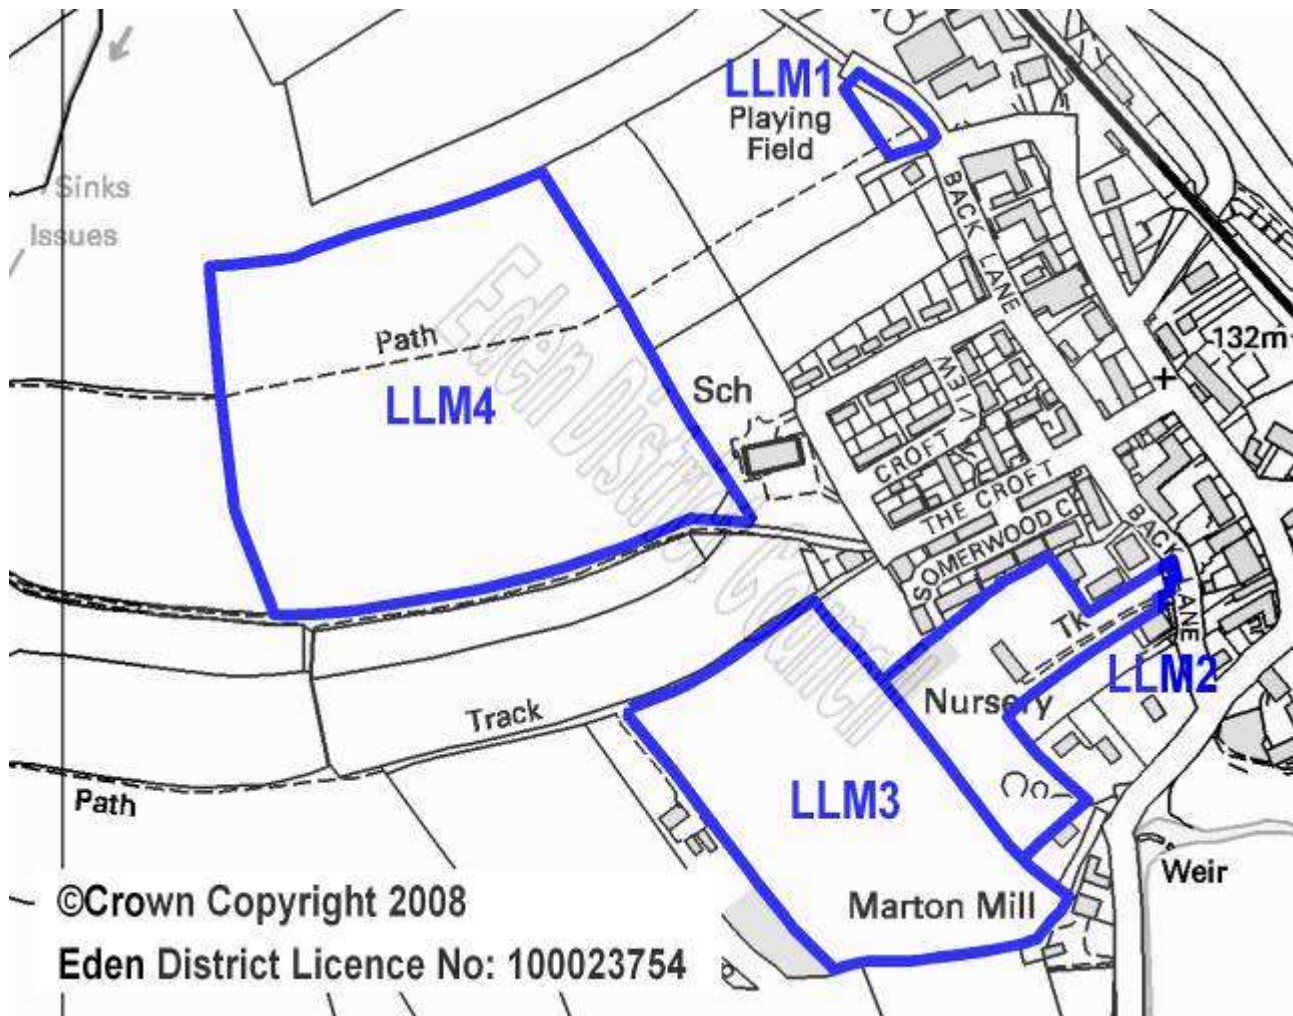 LLM1
Playing
Field
Sinks
Issues
BACK LANE
Path
LLM4
Sch
132m
VIEW
CROFT
THE CROFT
SOMERWOOD C
BACK LANE
Tk
LLM2
Nursery
Track
LLM3
Path
Weir
Marton Mill
©Crown Copyright 2008
Eden District Licence No: 100023754
Eden District Council